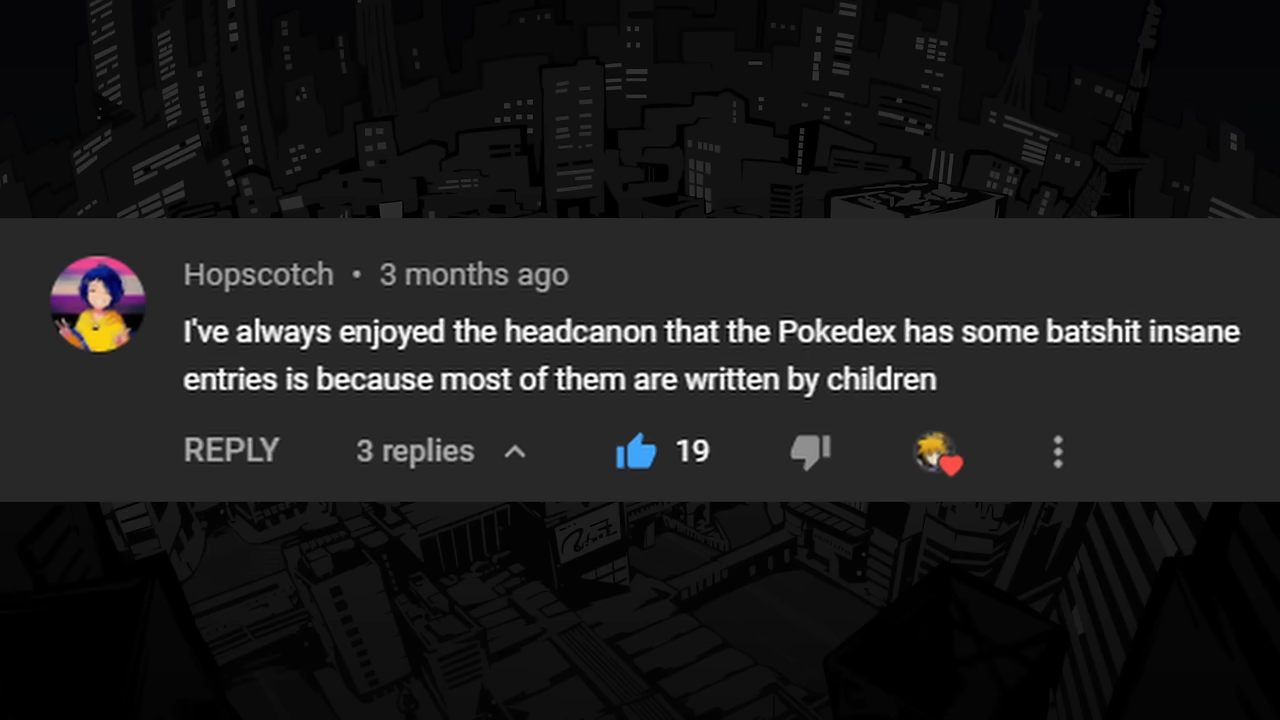 Hopscotch • 3 months ago
I've always enjoyed the headcanon that the Pokedex has some batshit insane
entries is because most of them are written by children
REPLY 3 replies 19